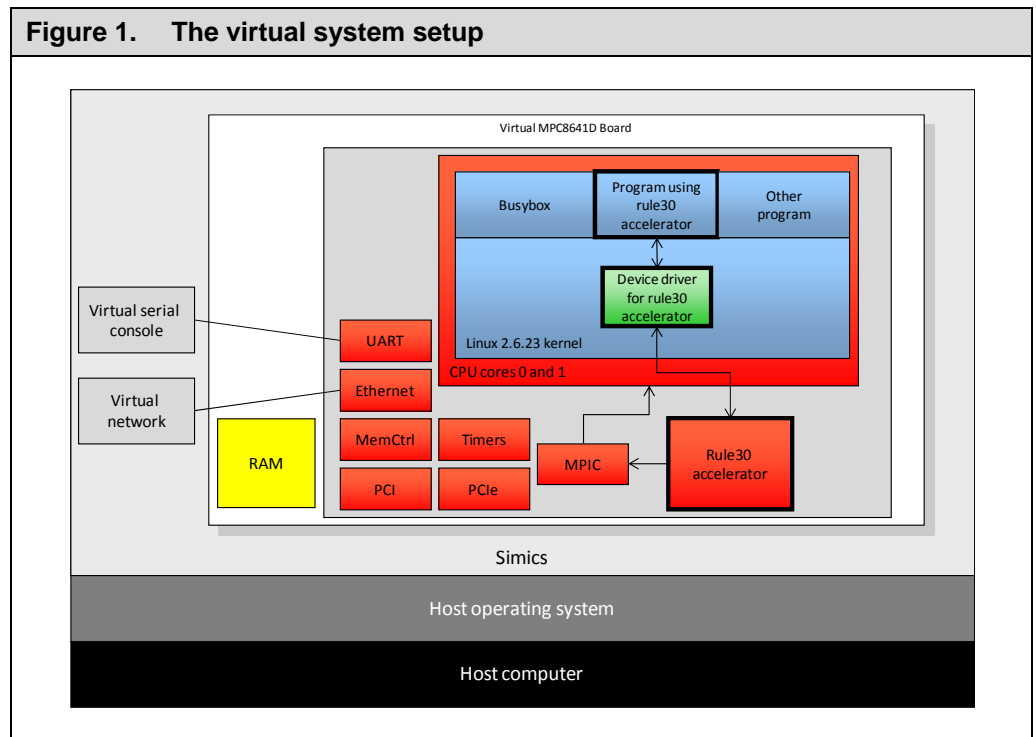 Figure 1. The virtual system setup
Virtual MPC8641D Board
Busybox
Program using
rule30
accelerator
Other
program
Device driver
for rule30
accelerator
Linux 2.6.23 kernel
CPU cores 0 and 1
Virtual serial
console
UART
Virtual
network
Ethernet
RAM
MemCtrl
Timers
MPIC
Rule30
accelerator
PCI
PCIe
Simics
Host operating system
Host computer